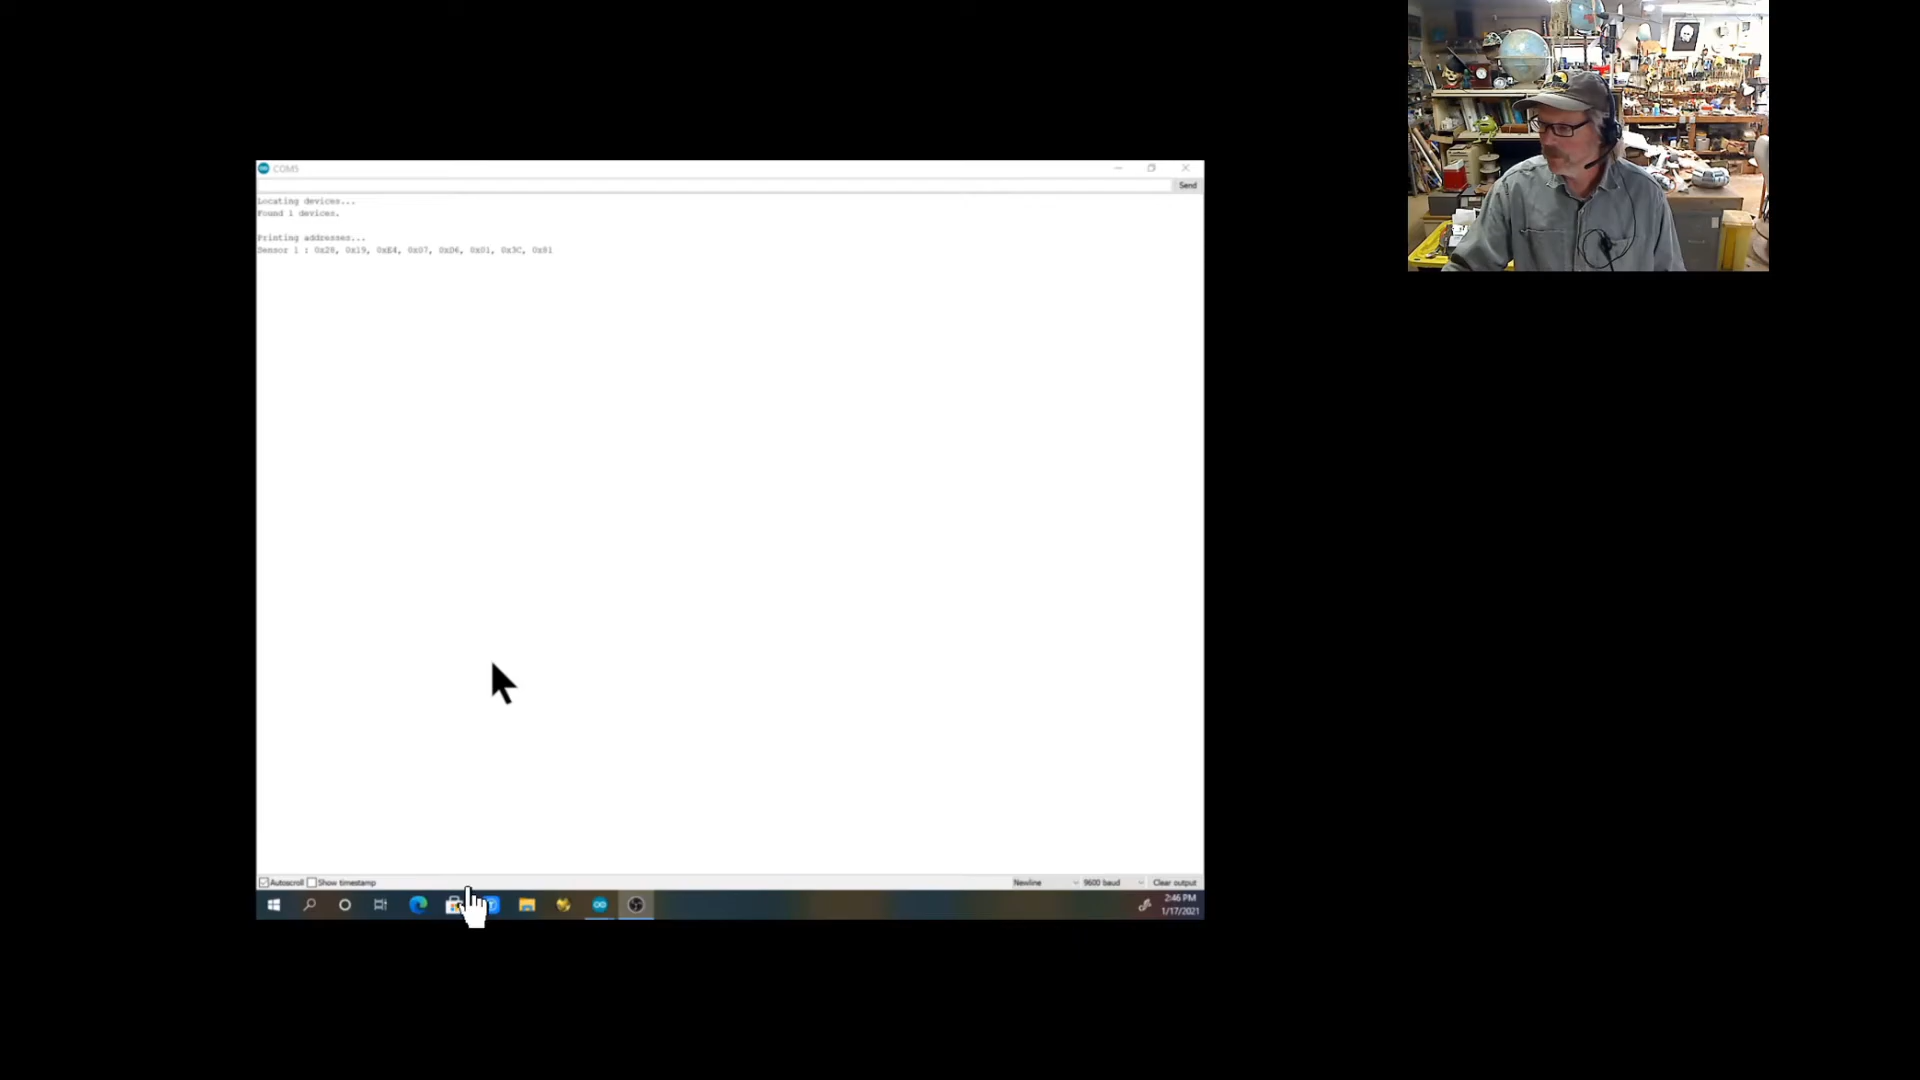 COM5
Send
Locating devices...
Found 1 devices.
Printing addresses...
Sensor 1 : 0x28, 0x19, 0xE4, 0x07, 0xD6, 0x01, 0x3C, 0x81
Autoscroll Show timestamp
Newline 9600 baud Clear output
2:46 PM
1/17/2021